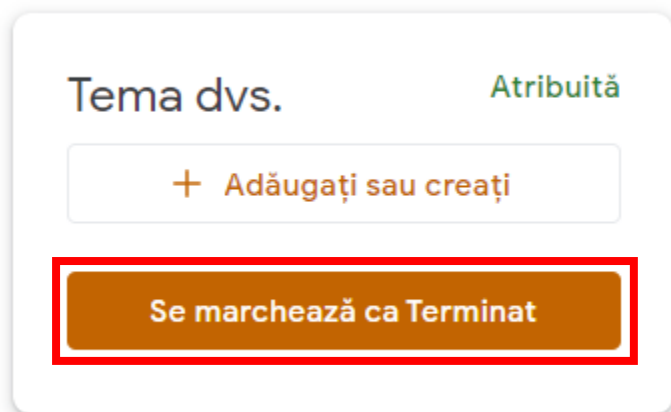 Tema dvs.
Atribuită
+ Adăugați sau creați
Se marchează ca Terminat